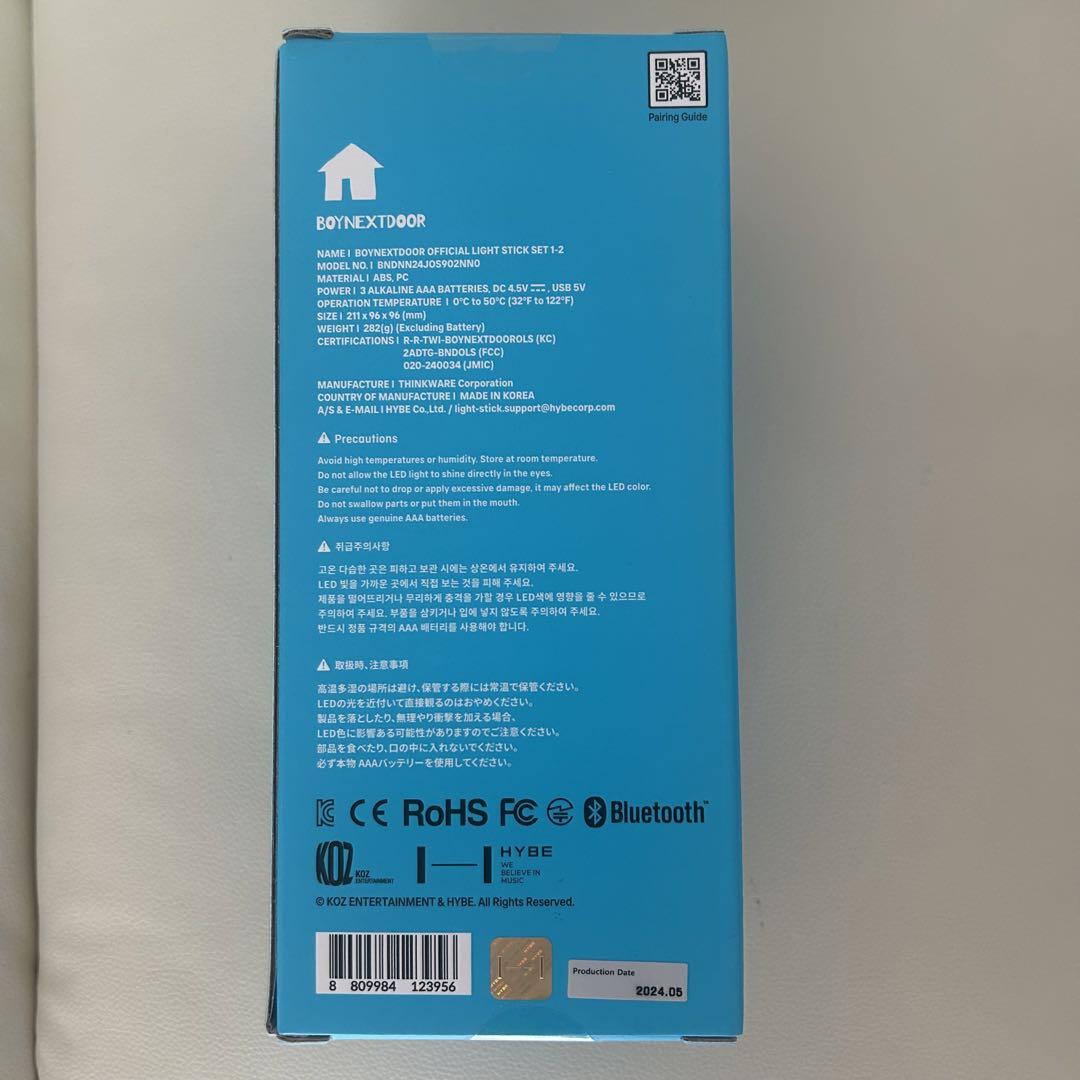 Pairing Guide
BOYNEXTDOOR
NAME | BOYNEXTDOOR OFFICIAL LIGHT STICK SET 1-2
MODEL NO. | BNDNN24JOS902NN0
MATERIAL | ABS, PC
POWER | 3 ALKALINE AAA BATTERIES, DC 4.5V ⎓, USB 5V
OPERATION TEMPERATURE | 0°C to 50°C (32°F to 122°F)
SIZE | 211 x 96 x 96 (mm)
WEIGHT | 282(g) (Excluding Battery)
CERTIFICATIONS | R-R-TWI-BOYNEXTDOOROLS (KC)
2ADTG-BNDOLS (FCC)
020-240034 (JMIC)
MANUFACTURE | THINKWARE Corporation
COUNTRY OF MANUFACTURE | MADE IN KOREA
A/S & E-MAIL | HYBE Co.,Ltd. / light-stick.support@hybecorp.com
Precautions
Avoid high temperatures or humidity. Store at room temperature.
Do not allow the LED light to shine directly in the eyes.
Be careful not to drop or apply excessive damage, it may affect the LED color.
Do not swallow parts or put them in the mouth.
Always use genuine AAA batteries.
취급주의사항
고온 다습한 곳은 피하고 보관 시에는 상온에서 유지하여 주세요.
LED 빛을 가까운 곳에서 직접 보는 것을 피해 주세요.
제품을 떨어뜨리거나 무리하게 충격을 가할 경우 LED색에 영향을 줄 수 있으므로
주의하여 주세요. 부품을 삼키거나 입에 넣지 않도록 주의하여 주세요.
반드시 정품 규격의 AAA 배터리를 사용해야 합니다.
取扱時、注意事項
高温多湿の場所は避け、保管する際には常温で保管ください。
LEDの光を近付いて直接観るのはおやめください。
製品を落としたり、無理やり衝撃を加える場合、
LED色に影響ある可能性がありますのでご注意ください。
部品を食べたり、口の中に入れないでください。
必ず本物 AAAバッテリーを使用してください。
KC CE RoHS FC Bluetooth™
KOZ KOZ ENTERTAINMENT HYBE
WE
BELIEVE IN
MUSIC
© KOZ ENTERTAINMENT & HYBE. All Rights Reserved.
8 809984 123956
HYBE
Production Date
2024.05